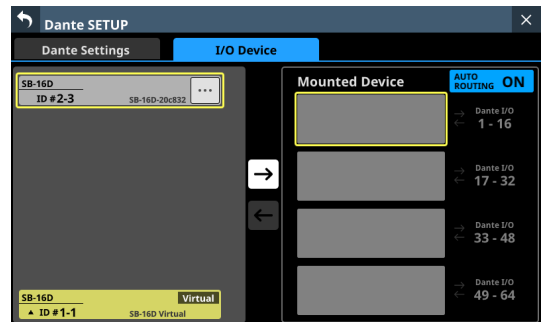 Dante SETUP
Dante Settings
I/O Device
SB-16D
ID #2-3
SB-16D-20c832
...
Mounted Device
AUTO ROUTING ON
Dante I/O
1 - 16
Dante I/O
17 - 32
Dante I/O
33 - 48
Dante I/O
49 - 64
SB-16D
Virtual
▲ ID #1-1
SB-16D Virtual